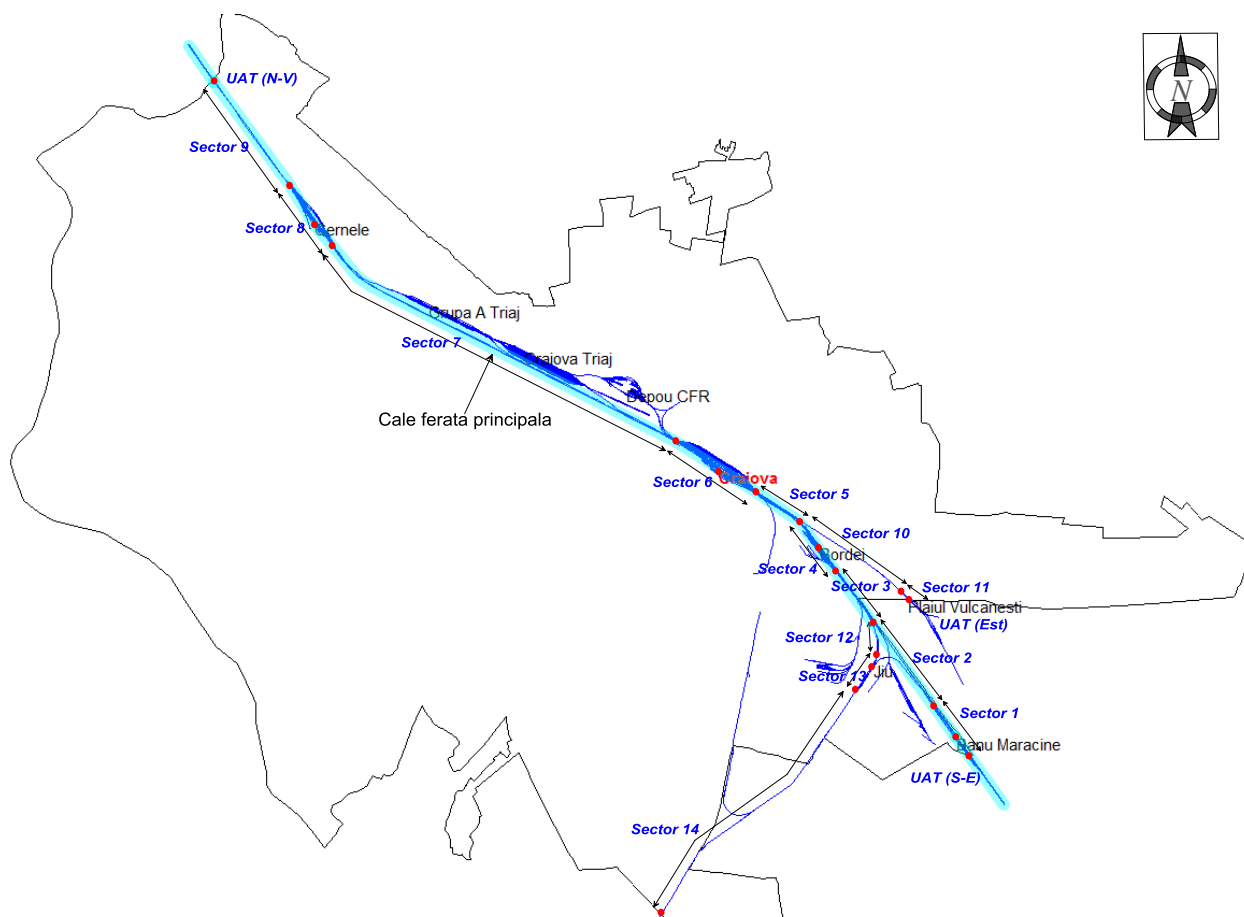 N
UAT (N-V)
Sector 9
Sector 8
Cernele
Grupa A Triaj
Sector 7
Craiova Triaj
Depou CFR
Cale ferata principala
Sector 6
Craiova
Sector 5
Sector 10
Bordei
Sector 4
Sector 3
Sector 11
Plaiul Vulcanesti
UAT (Est)
Sector 12
Sector 2
Sector 13
Jiu
Sector 1
Banu Maracine
UAT (S-E)
Sector 14